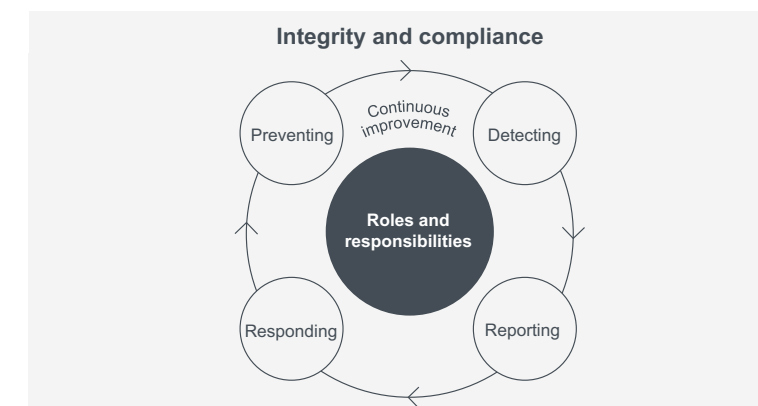 Integrity and compliance
Continuous
improvement
Preventing
Detecting
Roles and
responsibilities
Responding
Reporting